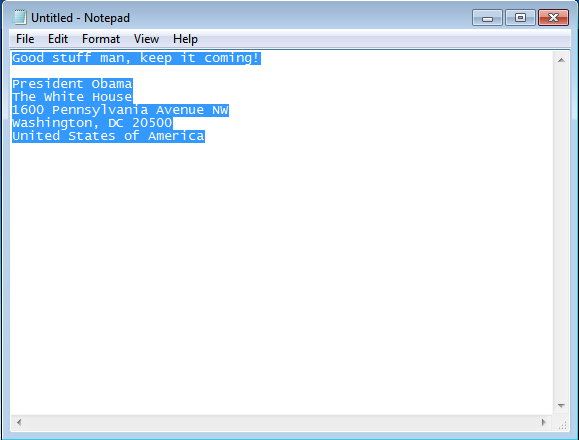 Untitled - Notepad
File Edit Format View Help
Good stuff man, keep it coming!
President Obama
The White House
1600 Pennsylvania Avenue NW
Washington, DC 20500
United States of America